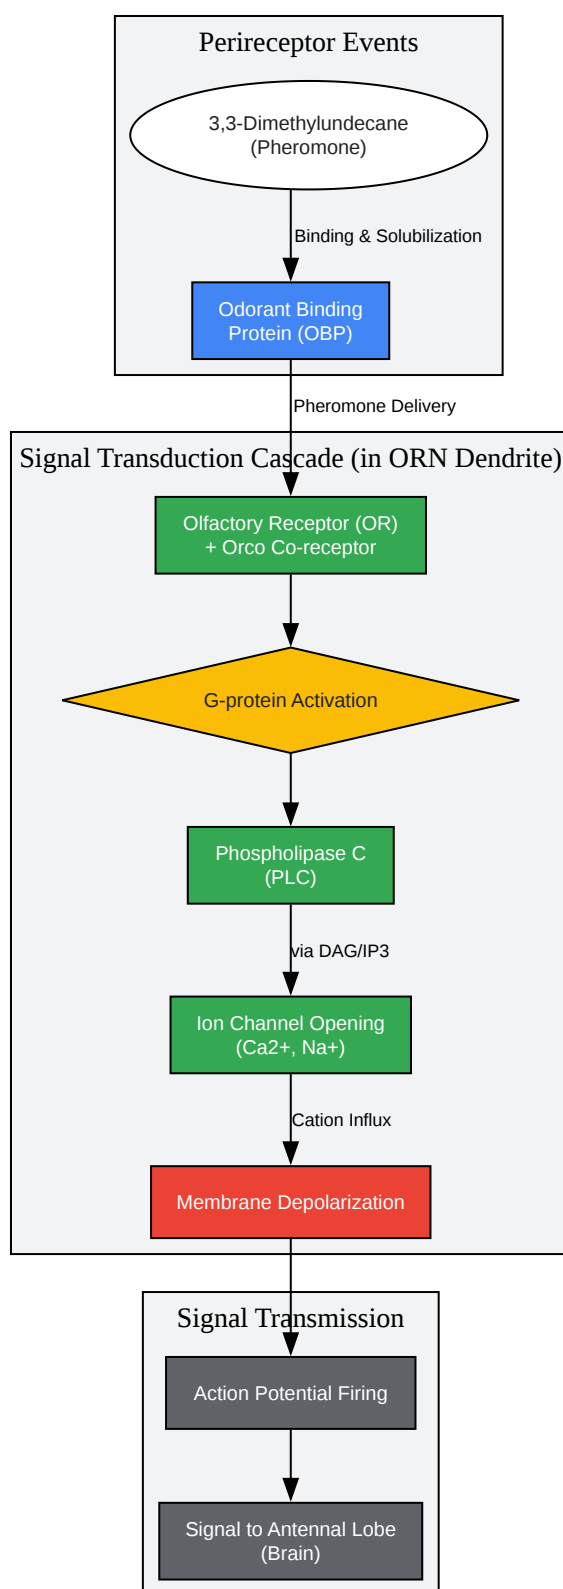 Perireceptor Events
3,3-Dimethylundecane
(Pheromone)
Binding & Solubilization
Odorant Binding
Protein (OBP)
Pheromone Delivery
Signal Transduction Cascade (in ORN Dendrite)
Olfactory Receptor (OR)
+ Orco Co-receptor
G-protein Activation
Phospholipase C
(PLC)
via DAG/IP3
Ion Channel Opening
(Ca2+, Na+)
Cation Influx
Membrane Depolarization
Signal Transmission
Action Potential Firing
Signal to Antennal Lobe
(Brain)